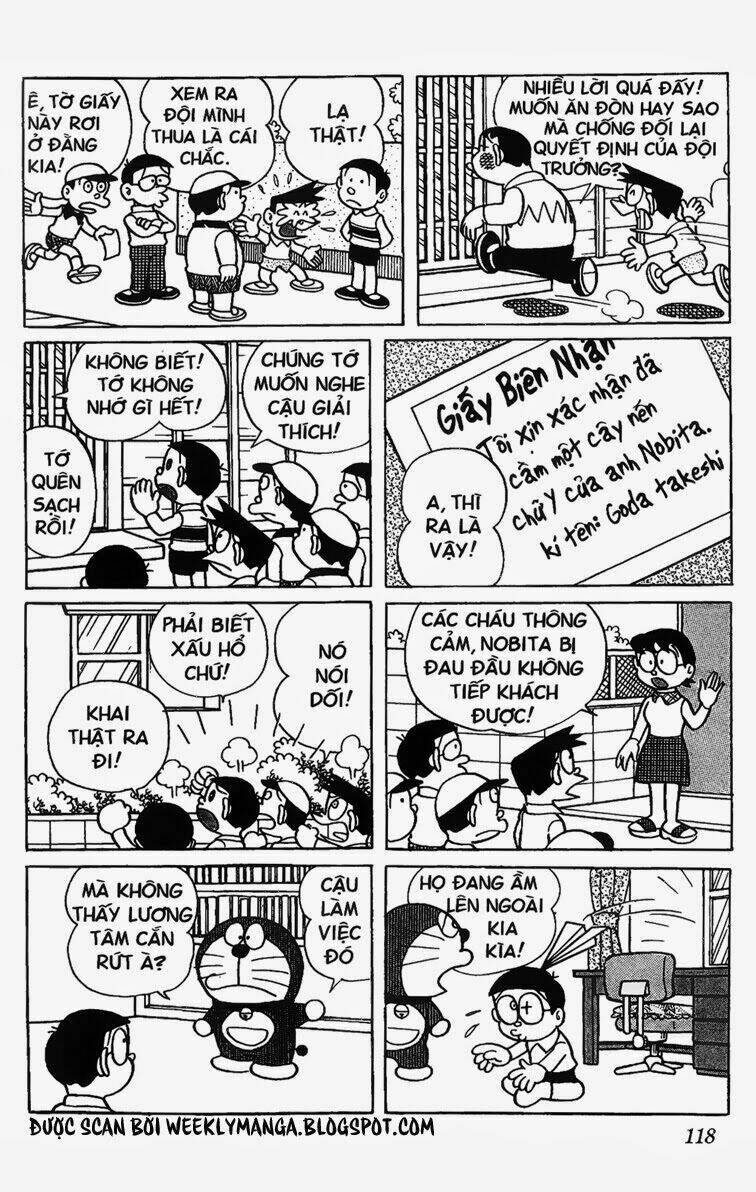 Ê, TỜ GIẤY
NÀY RƠI
Ở ĐẰNG
KIA!
XEM RA
ĐỘI MÌNH
THUA LÀ CÁI
CHẮC.
LẠ
THẬT!
NHIỀU LỜI QUÁ ĐẤY!
MUỐN ĂN ĐÒN HAY SAO
MÀ CHỐNG ĐỐI LẠI
QUYẾT ĐỊNH CỦA ĐỘI
TRƯỞNG?
KHÔNG BIẾT!
TỚ KHÔNG
NHỚ GÌ HẾT!
CHÚNG TỚ
MUỐN NGHE
CẬU GIẢI
THÍCH!
TỚ
QUÊN
SẠCH
RỒI!
Giấy Biên Nhận
Tôi xin xác nhận đã
cầm một cây nến
chữ Y của anh Nobita.
kí tên: Goda takeshi
A, THÌ
RA LÀ
VẬY!
PHẢI BIẾT
XẤU HỔ
CHỨ!
NÓ
NÓI
DỐI!
KHAI
THẬT RA
ĐI!
CÁC CHÁU THÔNG
CẢM, NOBITA BỊ
ĐAU ĐẦU KHÔNG
TIẾP KHÁCH
ĐƯỢC!
MÀ KHÔNG
THẤY LƯƠNG
TÂM CẮN
RỨT À?
CẬU
LÀM
VIỆC
ĐÓ
HỌ ĐANG ẦM
LÊN NGOÀI
KIA
KÌA!
ĐƯỢC SCAN BỞI WEEKLYMANGA.BLOGSPOT.COM
118